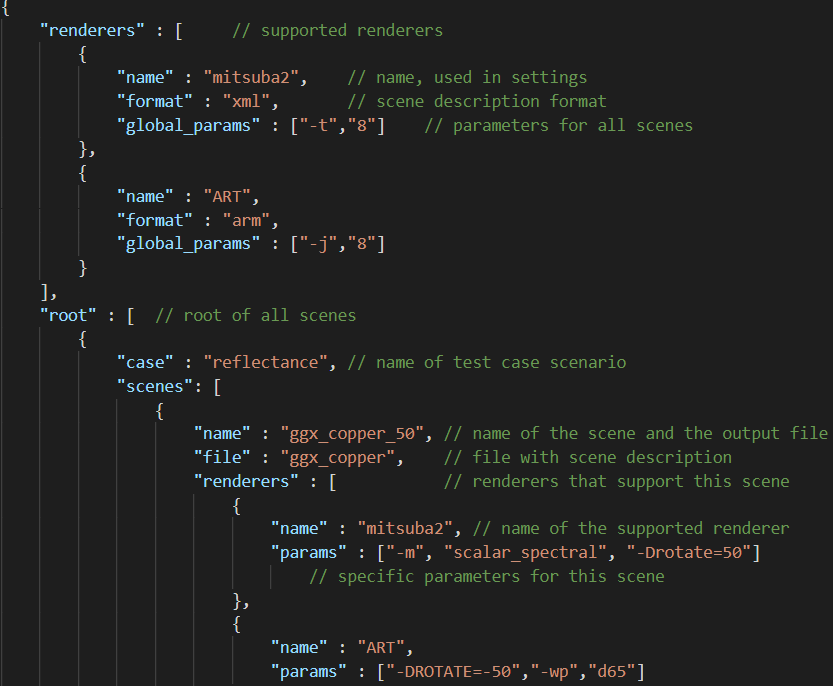 {
    "renderers" : [     // supported renderers
        {
            "name" : "mitsuba2",    // name, used in settings
            "format" : "xml",       // scene description format
            "global_params" : ["-t","8"]    // parameters for all scenes
        },
        {
            "name" : "ART",
            "format" : "arm",
            "global_params" : ["-j","8"]
        }
    ],
    "root" : [  // root of all scenes
        {
            "case" : "reflectance", // name of test case scenario
            "scenes": [
                {
                    "name" : "ggx_copper_50", // name of the scene and the output file
                    "file" : "ggx_copper",    // file with scene description
                    "renderers" : [           // renderers that support this scene
                        {
                            "name" : "mitsuba2", // name of the supported renderer
                            "params" : ["-m", "scalar_spectral", "-Drotate=50"]
                                // specific parameters for this scene
                        },
                        {
                            "name" : "ART",
                            "params" : ["-DROTATE=-50","-wp","d65"]